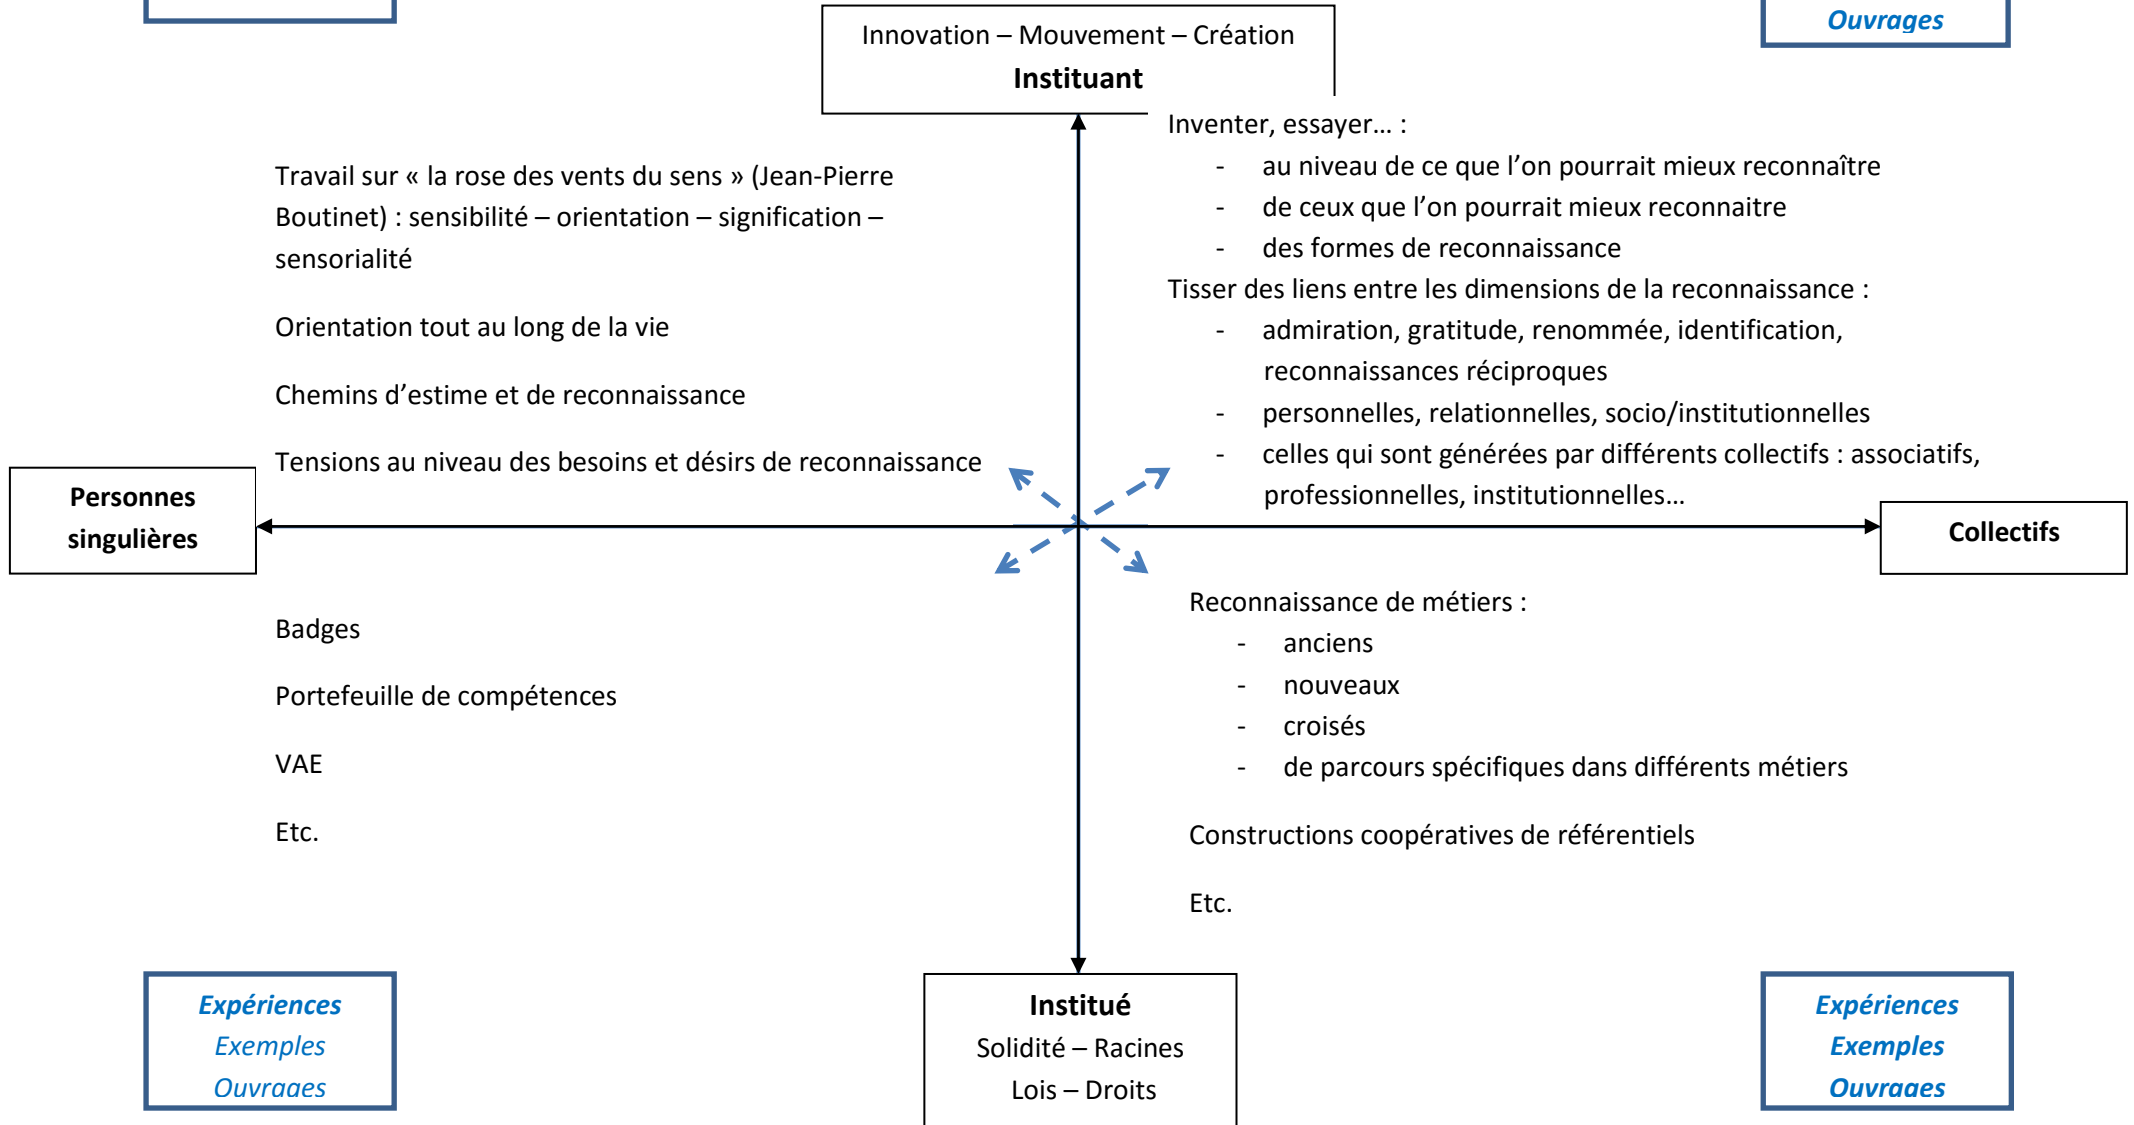 Ouvrages
Innovation – Mouvement – Création
Instituant
Travail sur « la rose des vents du sens » (Jean-Pierre
Boutinet) : sensibilité – orientation – signification –
sensorialité
Orientation tout au long de la vie
Chemins d’estime et de reconnaissance
Tensions au niveau des besoins et désirs de reconnaissance
Inventer, essayer… :
- au niveau de ce que l’on pourrait mieux reconnaître
- de ceux que l’on pourrait mieux reconnaitre
- des formes de reconnaissance
Tisser des liens entre les dimensions de la reconnaissance :
- admiration, gratitude, renommée, identification,
reconnaissances réciproques
- personnelles, relationnelles, socio/institutionnelles
- celles qui sont générées par différents collectifs : associatifs,
professionnelles, institutionnelles…
Personnes
singulières
Collectifs
Badges
Portefeuille de compétences
VAE
Etc.
Reconnaissance de métiers :
- anciens
- nouveaux
- croisés
- de parcours spécifiques dans différents métiers
Constructions coopératives de référentiels
Etc.
Expériences
Exemples
Ouvrages
Institué
Solidité – Racines
Lois – Droits
Expériences
Exemples
Ouvrages